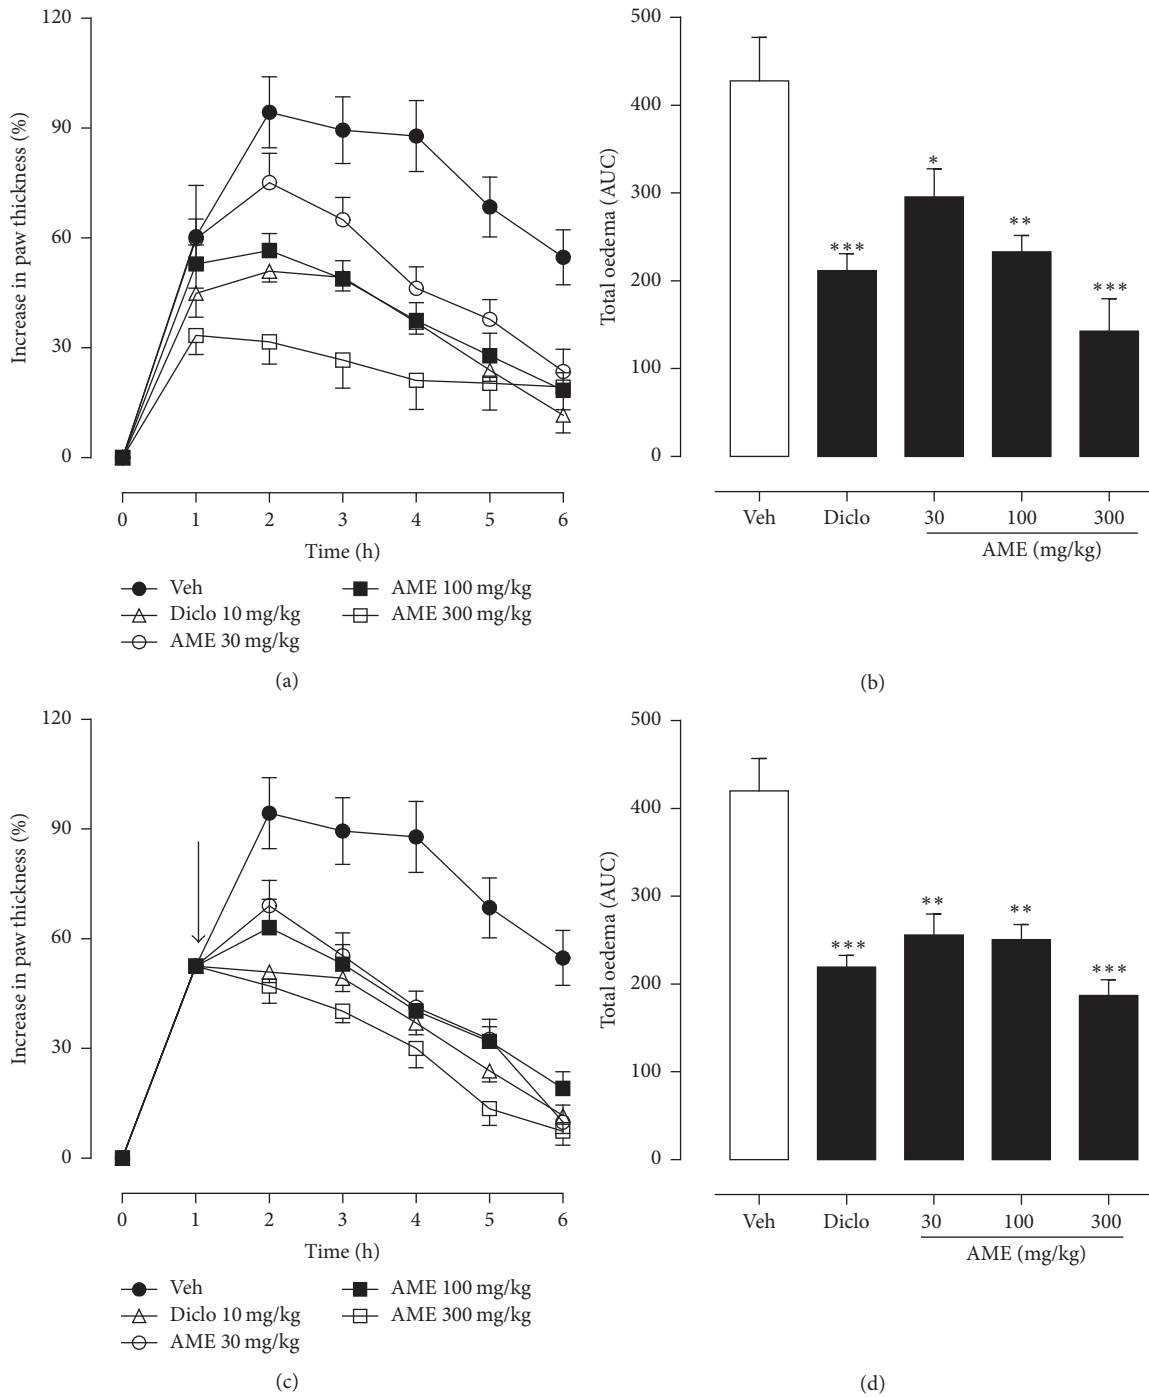 120
90
60
30
0
Increase in paw thickness (%)
0 1 2 3 4 5 6
Time (h)
Veh
Diclo 10 mg/kg
AME 30 mg/kg
AME 100 mg/kg
AME 300 mg/kg
(a)
500
400
300
200
100
0
Total oedema (AUC)
***
*
**
***
Veh Diclo 30 100 300
AME (mg/kg)
(b)
120
90
60
30
0
Increase in paw thickness (%)
0 1 2 3 4 5 6
Time (h)
Veh
Diclo 10 mg/kg
AME 30 mg/kg
AME 100 mg/kg
AME 300 mg/kg
(c)
500
400
300
200
100
0
Total oedema (AUC)
***
**
**
***
Veh Diclo 30 100 300
AME (mg/kg)
(d)